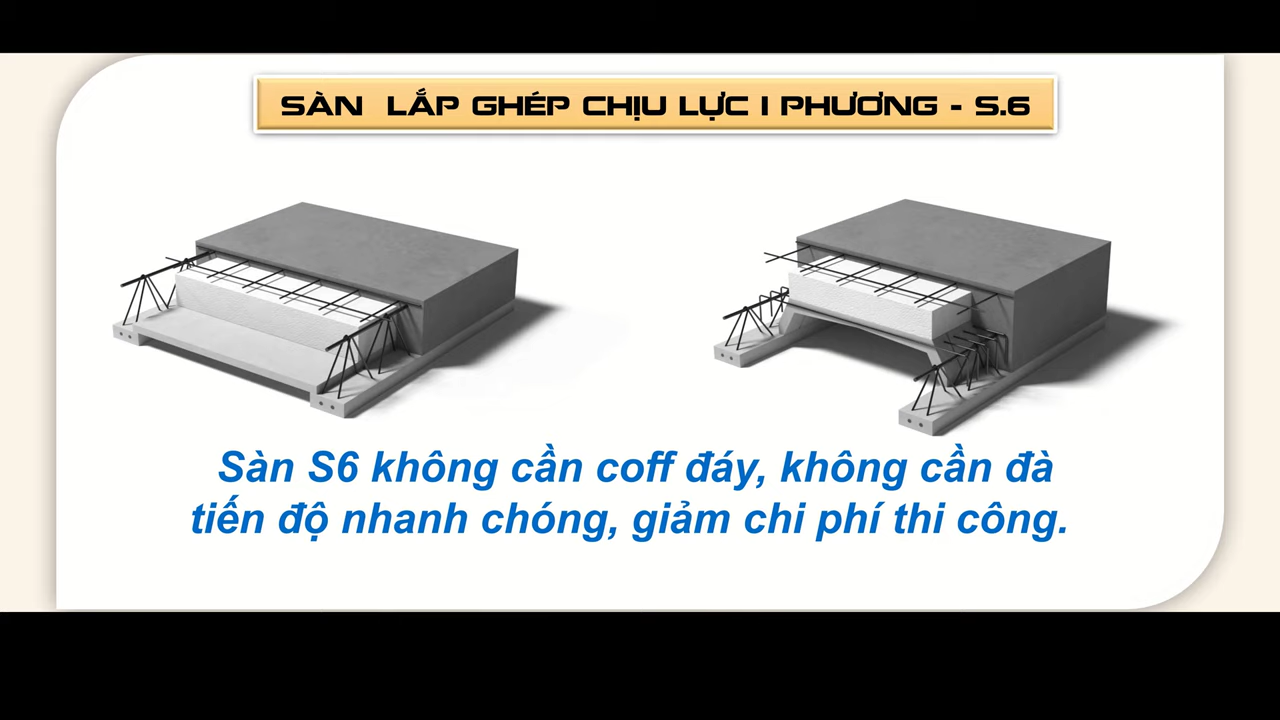 SÀN LẮP GHÉP CHỊU LỰC I PHƯƠNG - S.6
Sàn S6 không cần coff đáy, không cần đà
tiến độ nhanh chóng, giảm chi phí thi công.